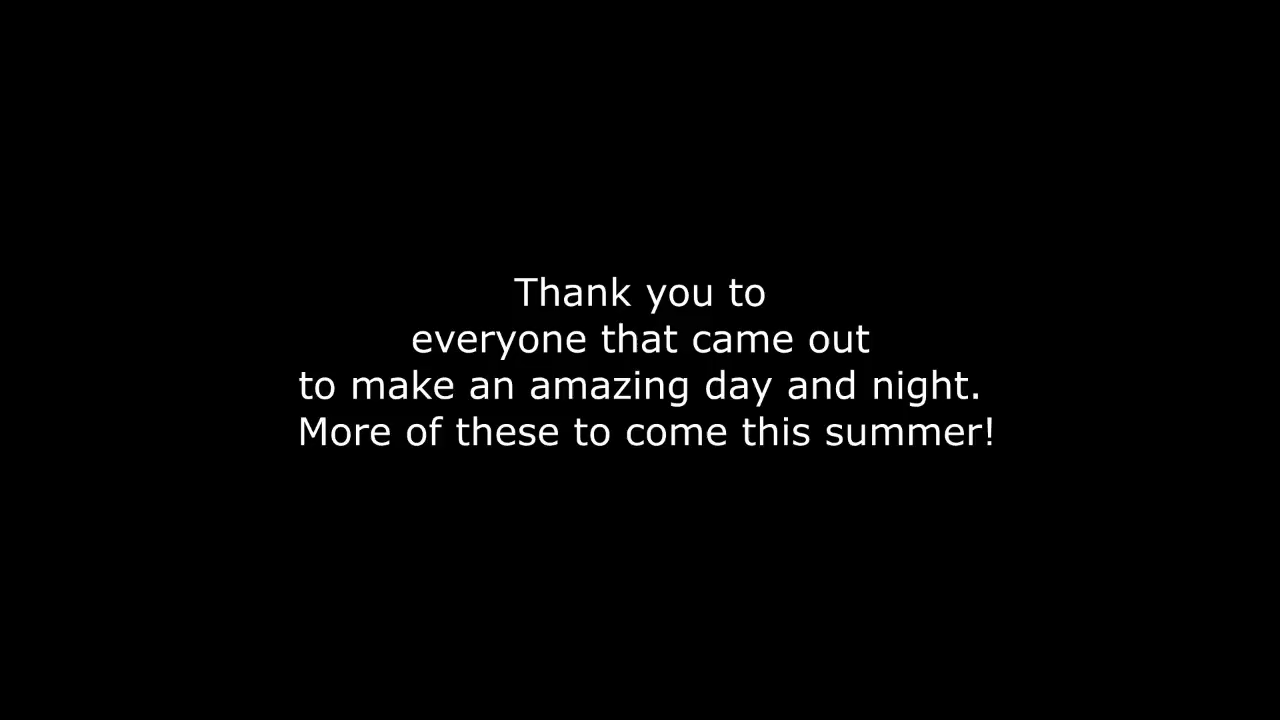 Thank you to
everyone that came out
to make an amazing day and night.
More of these to come this summer!